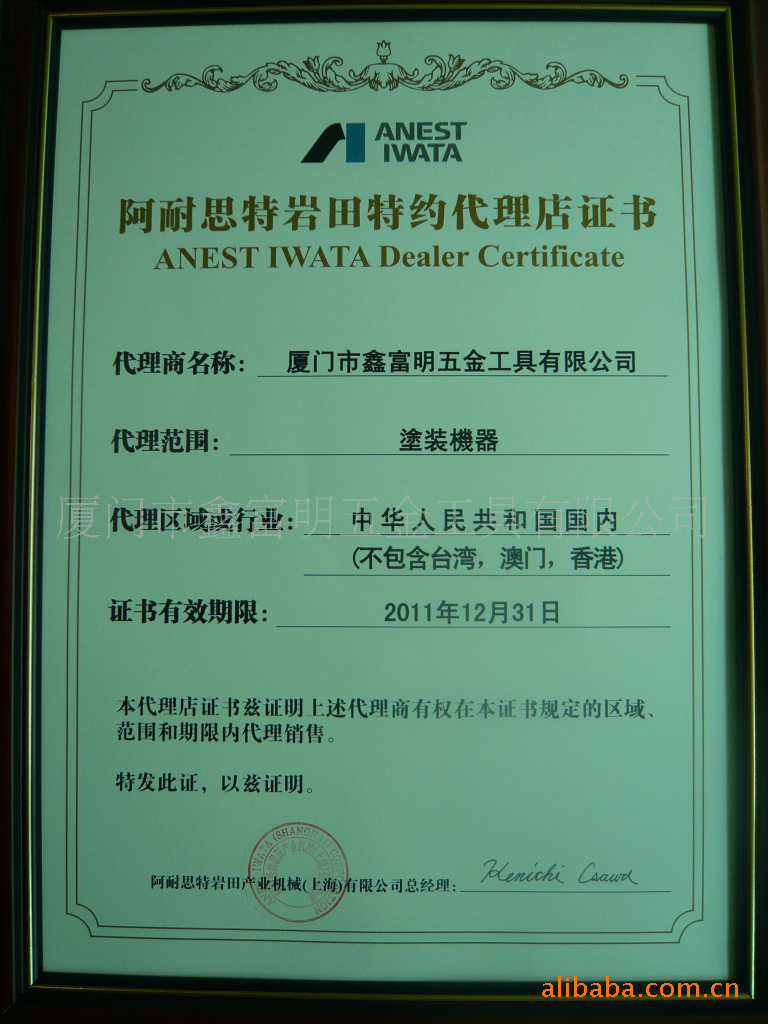 ANEST
IWATA
阿耐思特岩田特约代理店证书
ANEST IWATA Dealer Certificate
代理商名称: 厦门市鑫富明五金工具有限公司
代理范围: 塗装機器
厦门市鑫富明五金工具有限公司
代理区域或行业: 中华人民共和国国内
(不包含台湾，澳门，香港)
证书有效期限: 2011年12月31日
本代理店证书兹证明上述代理商有权在本证书规定的区域、
范围和期限内代理销售。
特发此证，以兹证明。
ANEST IWATA (SHANGHAI) CORPORATION
阿耐思特岩田产业机械(上海)有限公司总经理: Kenichi Osawa
alibaba.com.cn